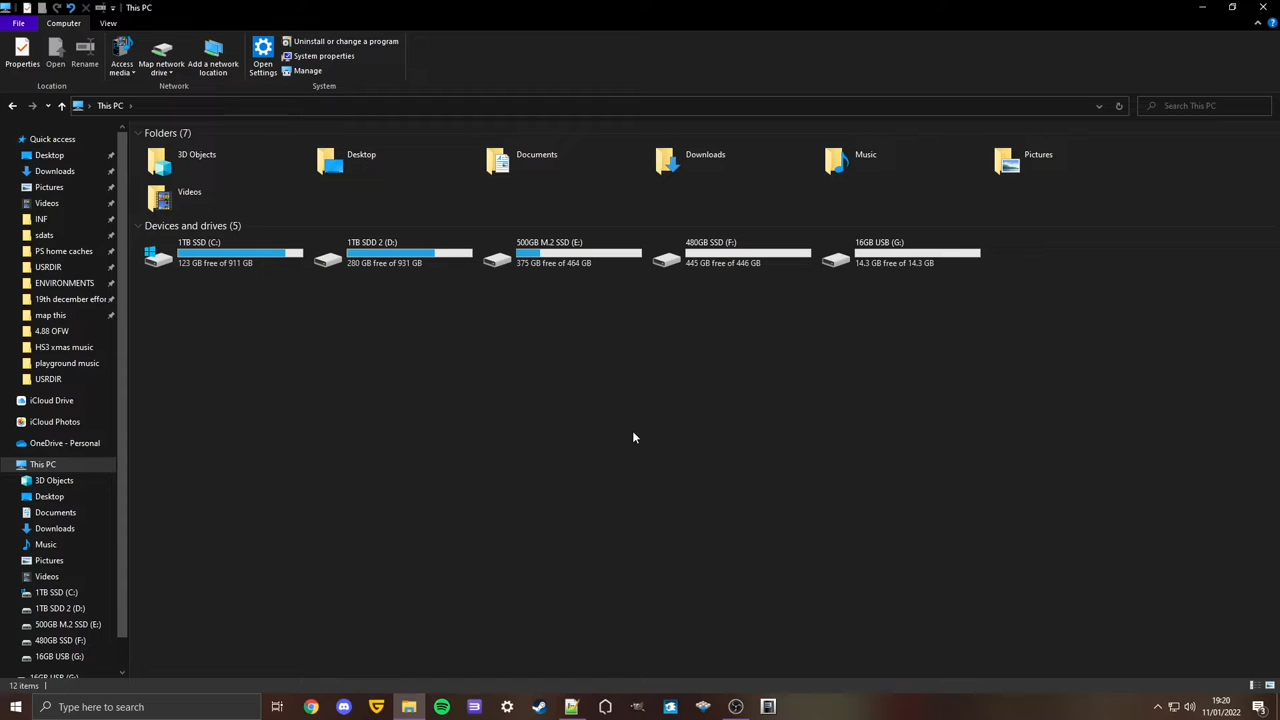 This PC
File
Computer
View
Properties
Open
Rename
Access media
Map network drive
Add a network location
Open Settings
Uninstall or change a program
System properties
Manage
Location
Network
System
This PC
Search This PC
Quick access
Desktop
Downloads
Pictures
Videos
INF
sdats
PS home caches
USRDIR
ENVIRONMENTS
19th december effor
map this
4.88 OFW
HS3 xmas music
playground music
USRDIR
iCloud Drive
iCloud Photos
OneDrive - Personal
This PC
3D Objects
Desktop
Documents
Downloads
Music
Pictures
Videos
1TB SSD (C:)
1TB SDD 2 (D:)
500GB M.2 SSD (E:)
480GB SSD (F:)
16GB USB (G:)
16GB USB (G:)
Folders (7)
3D Objects
Desktop
Documents
Downloads
Music
Pictures
Videos
Devices and drives (5)
1TB SSD (C:)
123 GB free of 911 GB
1TB SDD 2 (D:)
280 GB free of 931 GB
500GB M.2 SSD (E:)
375 GB free of 464 GB
480GB SSD (F:)
445 GB free of 446 GB
16GB USB (G:)
14.3 GB free of 14.3 GB
12 items
Type here to search
19:20
11/01/2022